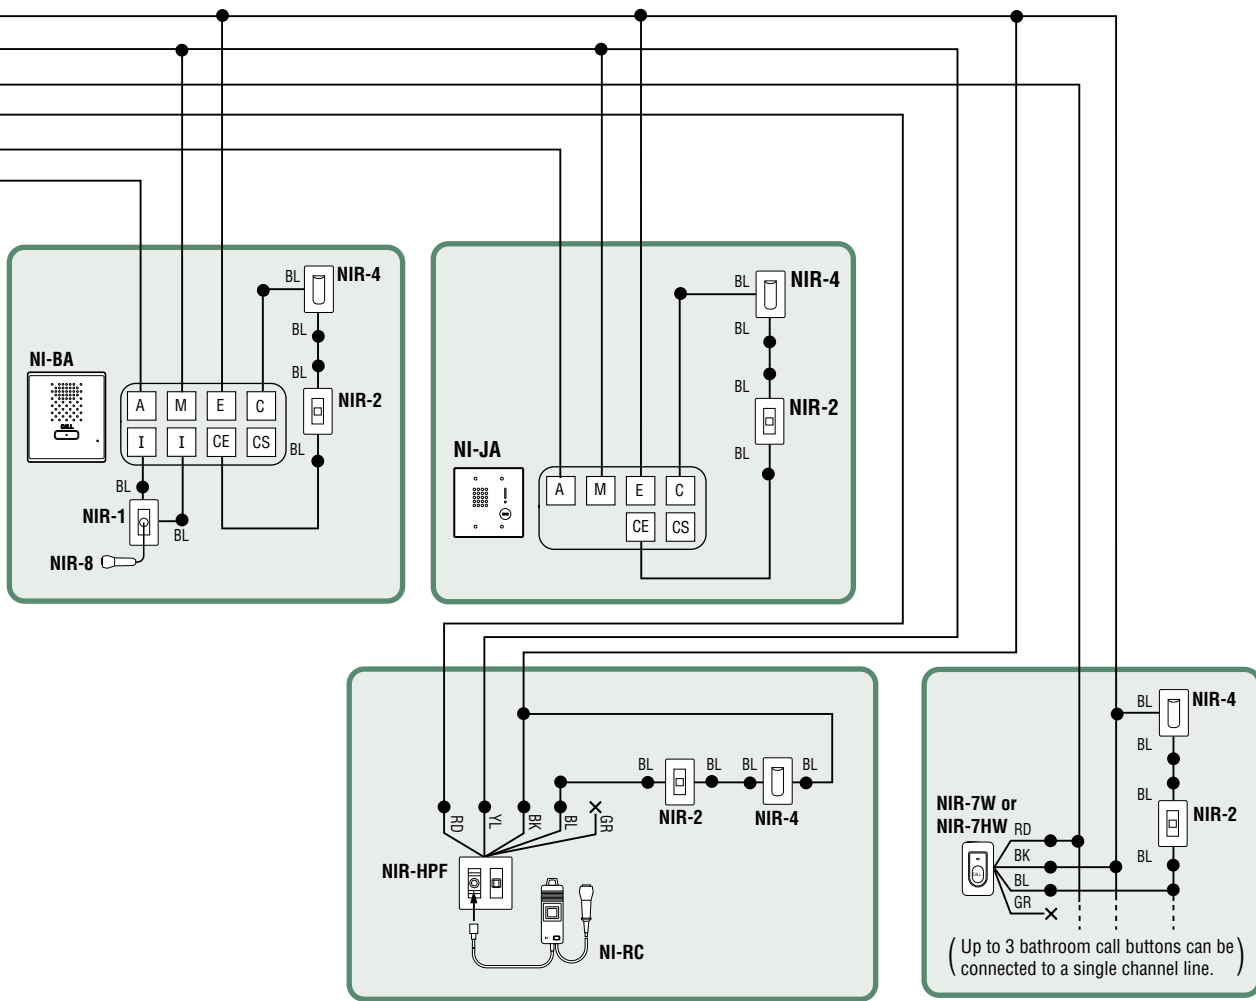 NI-BA
CALL
A M E C
I I CE CS
BL
NIR-4
BL
BL
NIR-2
BL
BL
NIR-1
BL
NIR-8
NI-JA
A M E C
CE CS
BL
NIR-4
BL
BL
NIR-2
BL
RD
YL
BK
BL
GR
BL
BL
NIR-2
BL
BL
NIR-4
NIR-HPF
NI-RC
BL
NIR-4
BL
BL
NIR-2
BL
NIR-7W or
NIR-7HW
CALL
RD
BK
BL
GR
(Up to 3 bathroom call buttons can be
connected to a single channel line.)